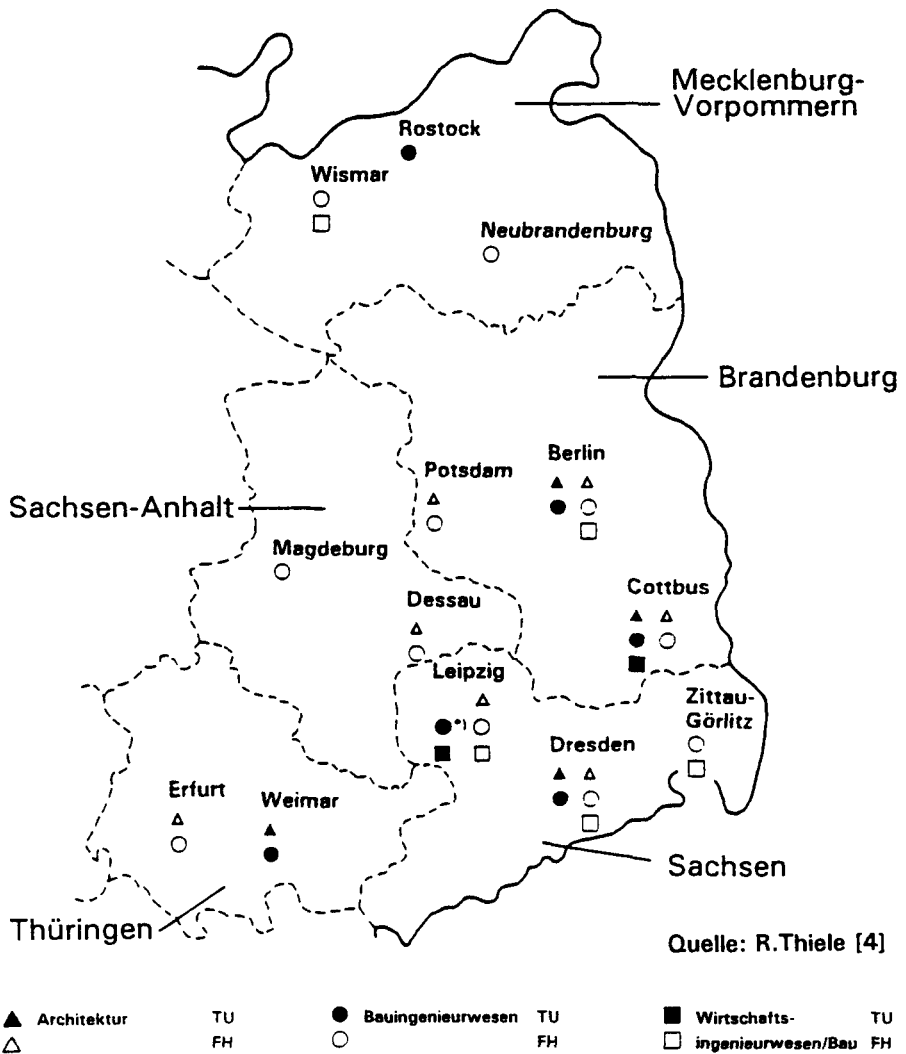 Mecklenburg-
Vorpommern
Rostock
Wismar
Neubrandenburg
Brandenburg
Berlin
Potsdam
Sachsen-Anhalt
Magdeburg
Cottbus
Dessau
Leipzig
*)
Zittau-
Görlitz
Dresden
Erfurt
Weimar
Sachsen
Thüringen
Quelle: R.Thiele [4]
Architektur TU
FH
Bauingenieurwesen TU
FH
Wirtschafts- TU
ingenieurwesen/Bau FH